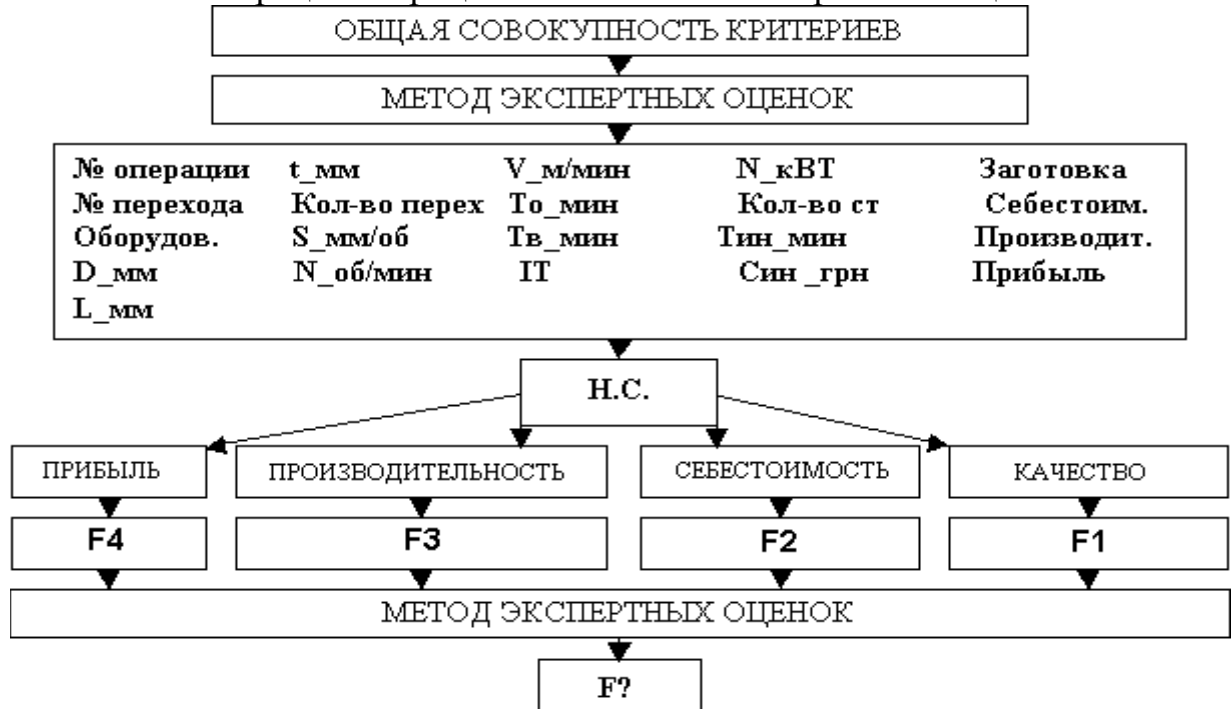 ОБЩАЯ СОВОКУПНОСТЬ КРИТЕРИЕВ
МЕТОД ЭКСПЕРТНЫХ ОЦЕНОК
№ операции t_мм V_м/мин N_кВТ Заготовка
№ перехода Кол-во перех То_мин Кол-во ст Себестоим.
Оборудов. S_мм/об Тв_мин Тин_мин Производит.
D_мм N_об/мин IT Син _грн Прибыль
L_мм
Н.С.
ПРИБЫЛЬ ПРОИЗВОДИТЕЛЬНОСТЬ СЕБЕСТОИМОСТЬ КАЧЕСТВО
F4 F3 F2 F1
МЕТОД ЭКСПЕРТНЫХ ОЦЕНОК
F?